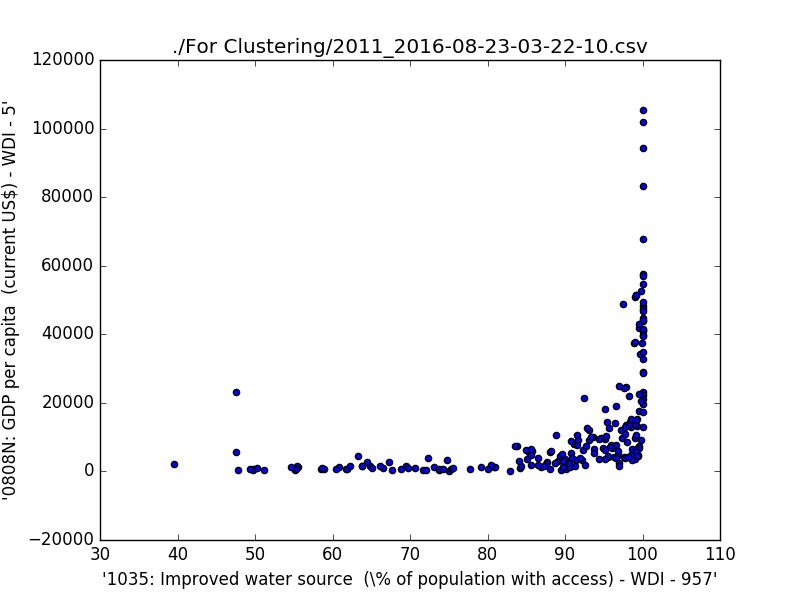 ./For Clustering/2011_2016-08-23-03-22-10.csv
120000
100000
80000
60000
40000
20000
0
−20000
'0808N: GDP per capita  (current US$) - WDI - 5'
30 40 50 60 70 80 90 100 110
'1035: Improved water source  (\% of population with access) - WDI - 957'